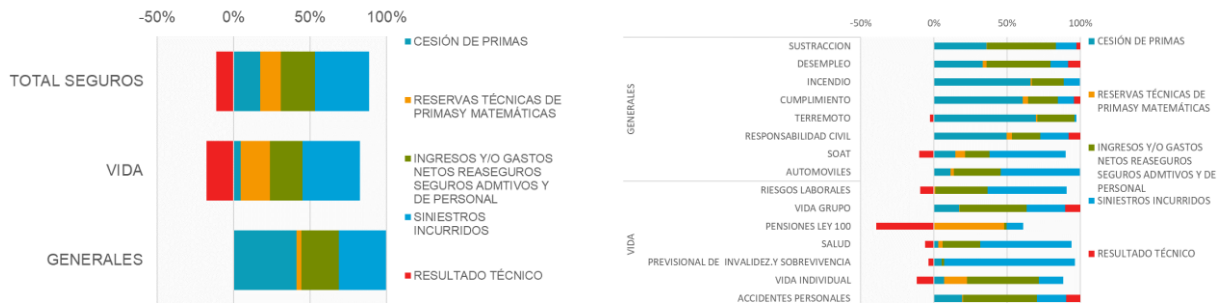 -50% 0% 50% 100%
TOTAL SEGUROS
VIDA
GENERALES
CESIÓN DE PRIMAS
RESERVAS TÉCNICAS DE
PRIMASY MATEMÁTICAS
INGRESOS Y/O GASTOS
NETOS REASEGUROS
SEGUROS ADMTIVOS Y
DE PERSONAL
SINIESTROS
INCURRIDOS
RESULTADO TÉCNICO
-50% 0% 50% 100%
GENERALES
SUSTRACCION
DESEMPLEO
INCENDIO
CUMPLIMIENTO
TERREMOTO
RESPONSABILIDAD CIVIL
SOAT
AUTOMOVILES
VIDA
RIESGOS LABORALES
VIDA GRUPO
PENSIONES LEY 100
SALUD
PREVISIONAL DE INVALIDEZ.Y SOBREVIVENCIA
VIDA INDIVIDUAL
ACCIDENTES PERSONALES
CESIÓN DE PRIMAS
RESERVAS TÉCNICAS DE
PRIMASY MATEMÁTICAS
INGRESOS Y/O GASTOS
NETOS REASEGUROS
SEGUROS ADMTIVOS Y DE
PERSONAL
SINIESTROS INCURRIDOS
RESULTADO TÉCNICO